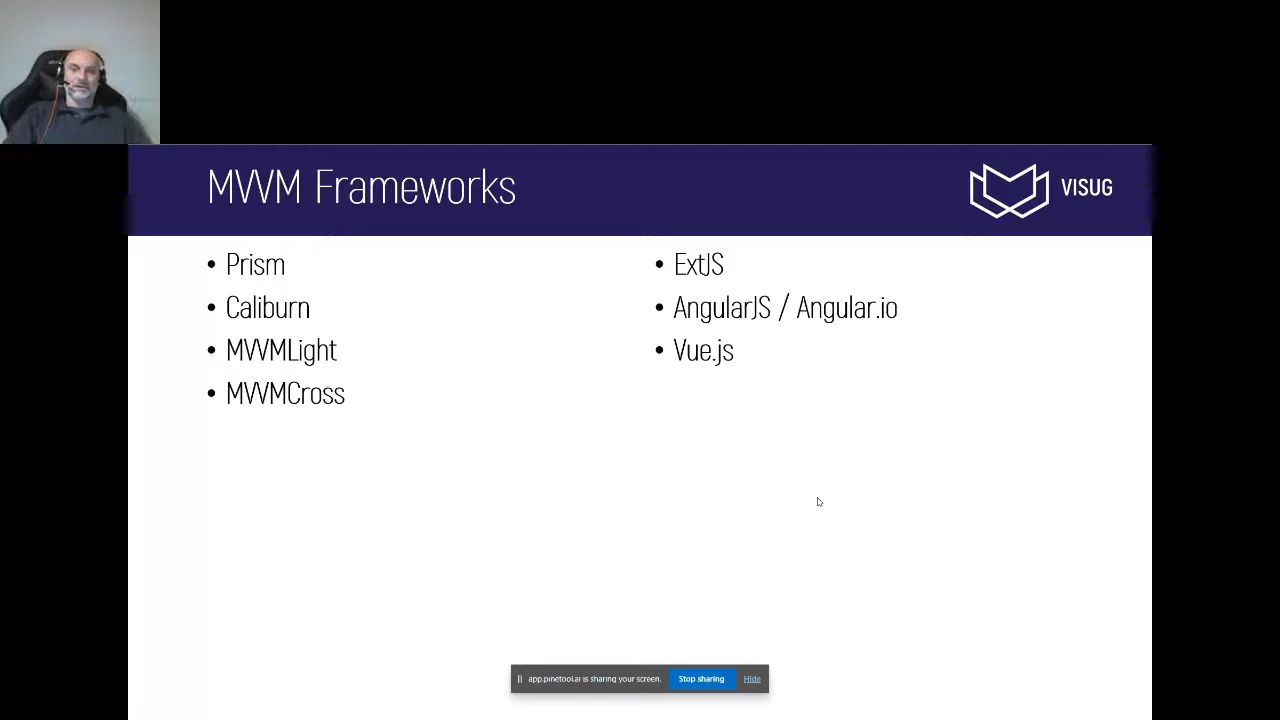 MVVM Frameworks
VISUG
• Prism
• Caliburn
• MVVMLight
• MVVMCross
• ExtJS
• AngularJS / Angular.io
• Vue.js
app.pinetool.ai is sharing your screen.
Stop sharing
Hide